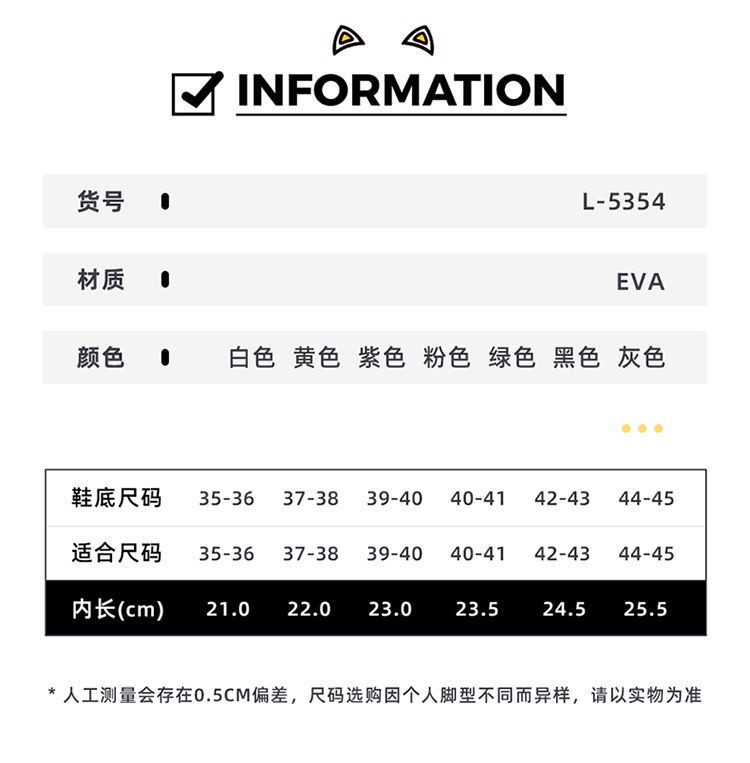 INFORMATION
货号 L-5354
材质 EVA
颜色 白色 黄色 紫色 粉色 绿色 黑色 灰色
鞋底尺码 35-36 37-38 39-40 40-41 42-43 44-45
适合尺码 35-36 37-38 39-40 40-41 42-43 44-45
内长(cm) 21.0 22.0 23.0 23.5 24.5 25.5
* 人工测量会存在0.5CM偏差，尺码选购因个人脚型不同而异样，请以实物为准